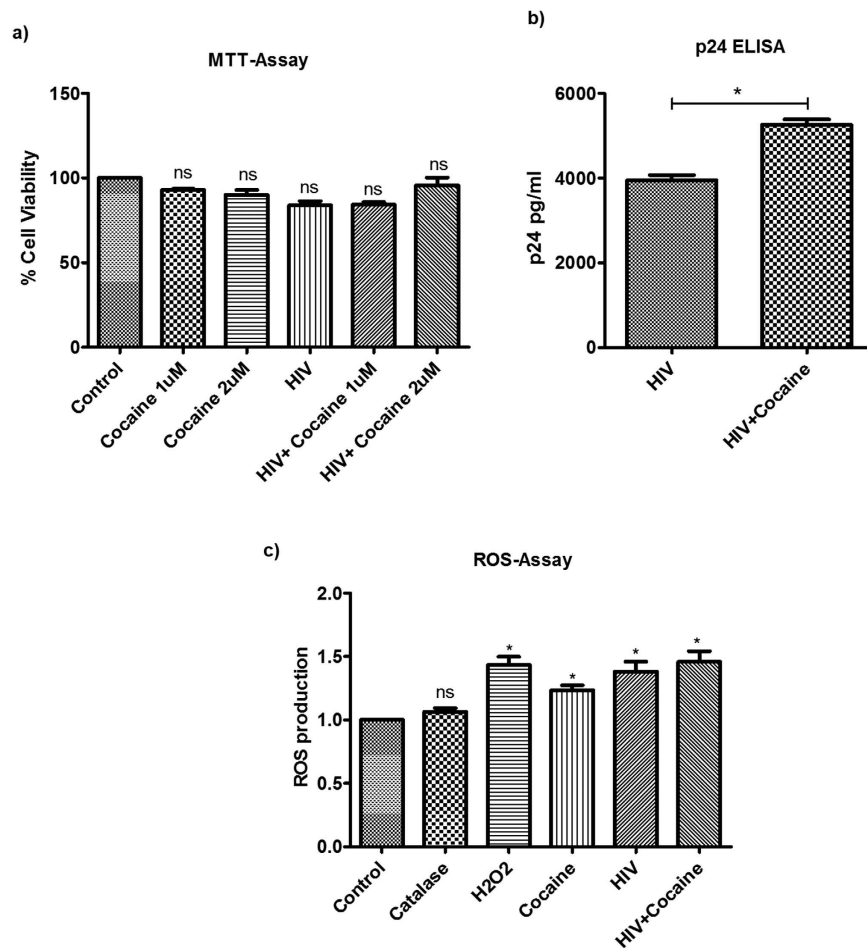 a)
MTT-Assay
% Cell Viability
150
100
50
0
ns
ns
ns
ns
ns
Control
Cocaine 1uM
Cocaine 2uM
HIV
HIV+ Cocaine 1uM
HIV+ Cocaine 2uM
b)
p24 ELISA
p24 pg/ml
6000
4000
2000
0
*
HIV
HIV+Cocaine
c)
ROS-Assay
ROS production
2.0
1.5
1.0
0.5
0.0
ns
*
*
*
*
Control
Catalase
H2O2
Cocaine
HIV
HIV+Cocaine